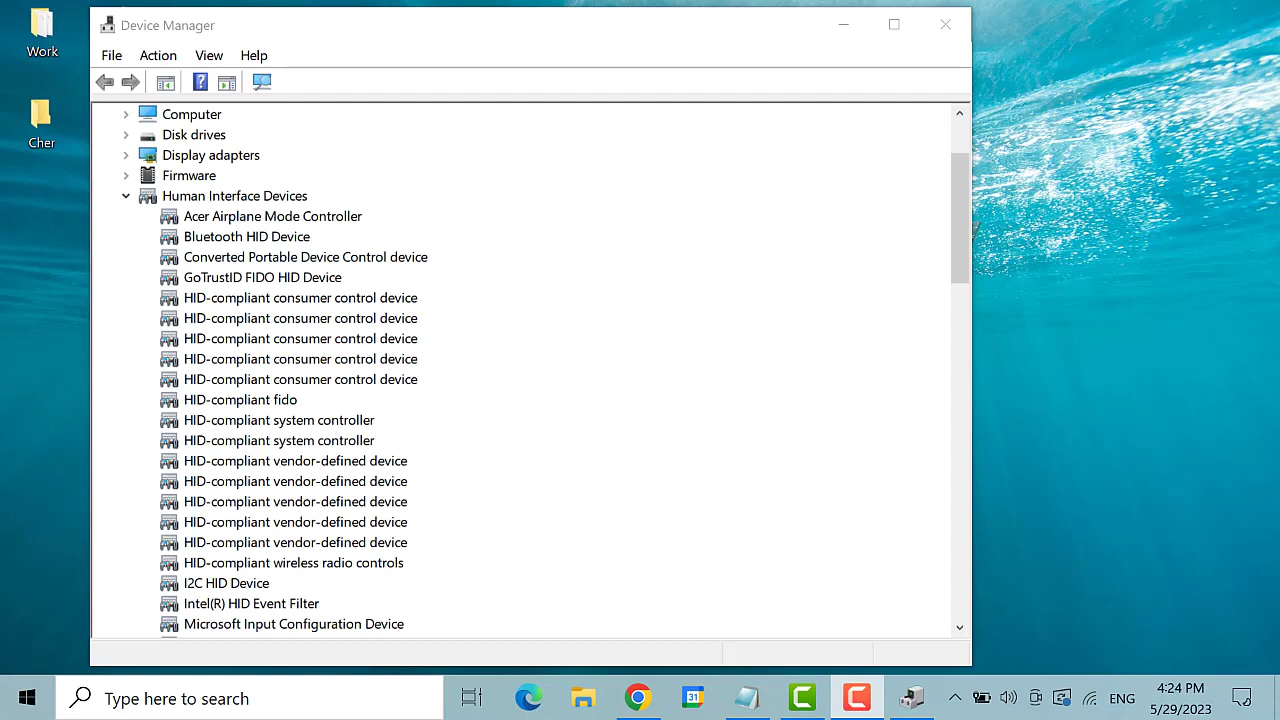 Work
Cher
Device Manager
File Action View Help
Computer
Disk drives
Display adapters
Firmware
Human Interface Devices
Acer Airplane Mode Controller
Bluetooth HID Device
Converted Portable Device Control device
GoTrustID FIDO HID Device
HID-compliant consumer control device
HID-compliant consumer control device
HID-compliant consumer control device
HID-compliant consumer control device
HID-compliant consumer control device
HID-compliant fido
HID-compliant system controller
HID-compliant system controller
HID-compliant vendor-defined device
HID-compliant vendor-defined device
HID-compliant vendor-defined device
HID-compliant vendor-defined device
HID-compliant vendor-defined device
HID-compliant wireless radio controls
I2C HID Device
Intel(R) HID Event Filter
Microsoft Input Configuration Device
Type here to search
31
ENG
4:24 PM
5/29/2023